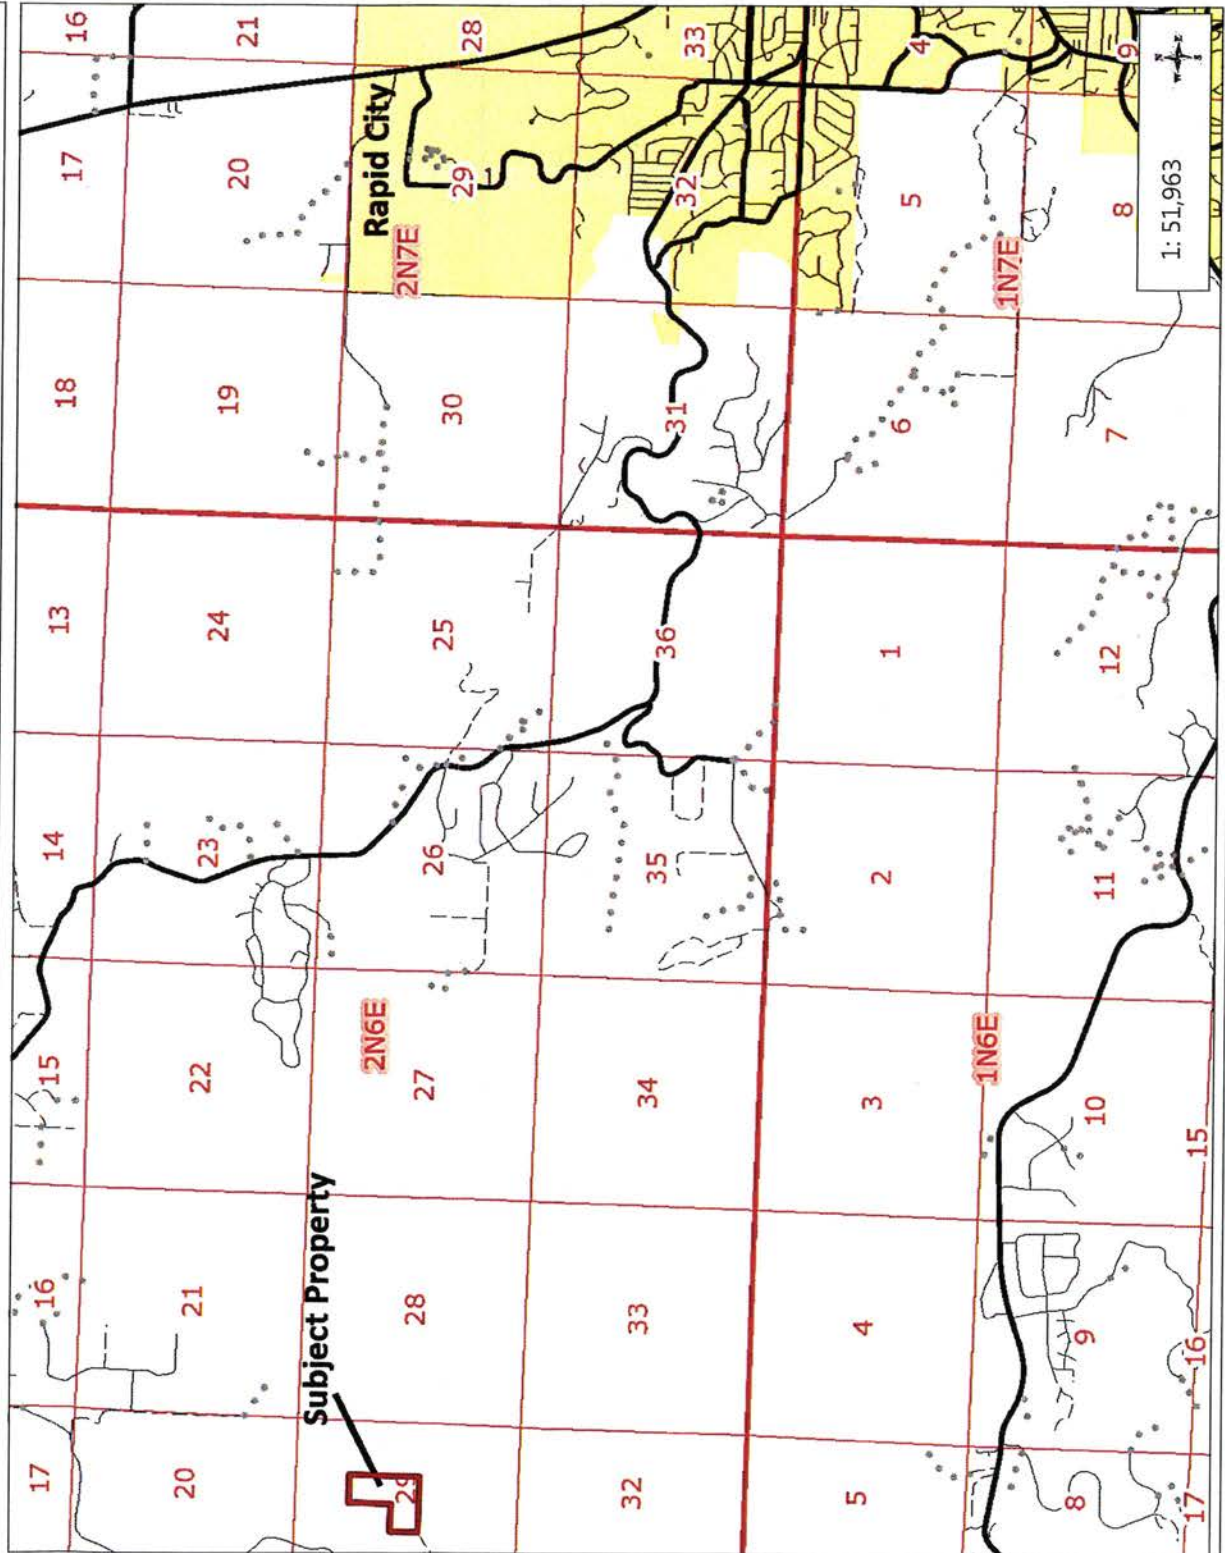 17 16 15 14 13 18 17 16
20 21 22 23 24 19 20 21
Subject Property
Rapid City
2N6E
2N7E
29 28 27 26 25 30 29 28
32 33 34 35 36 31 32 33
5 4 3 2 1 6 5 4
1N6E
1N7E
8 9 10 11 12 7 8 9
17 16 15
1: 51,963
N
W E
S